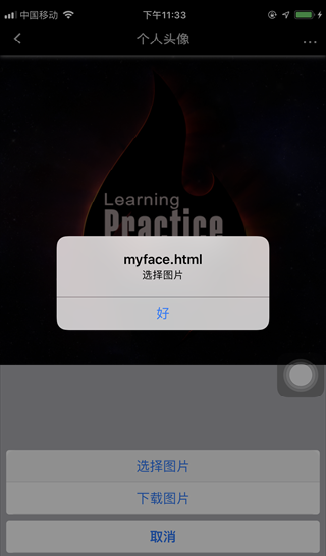 中国移动
下午11:33
个人头像
Learning
Practice
myface.html
选择图片
好
选择图片
下载图片
取消